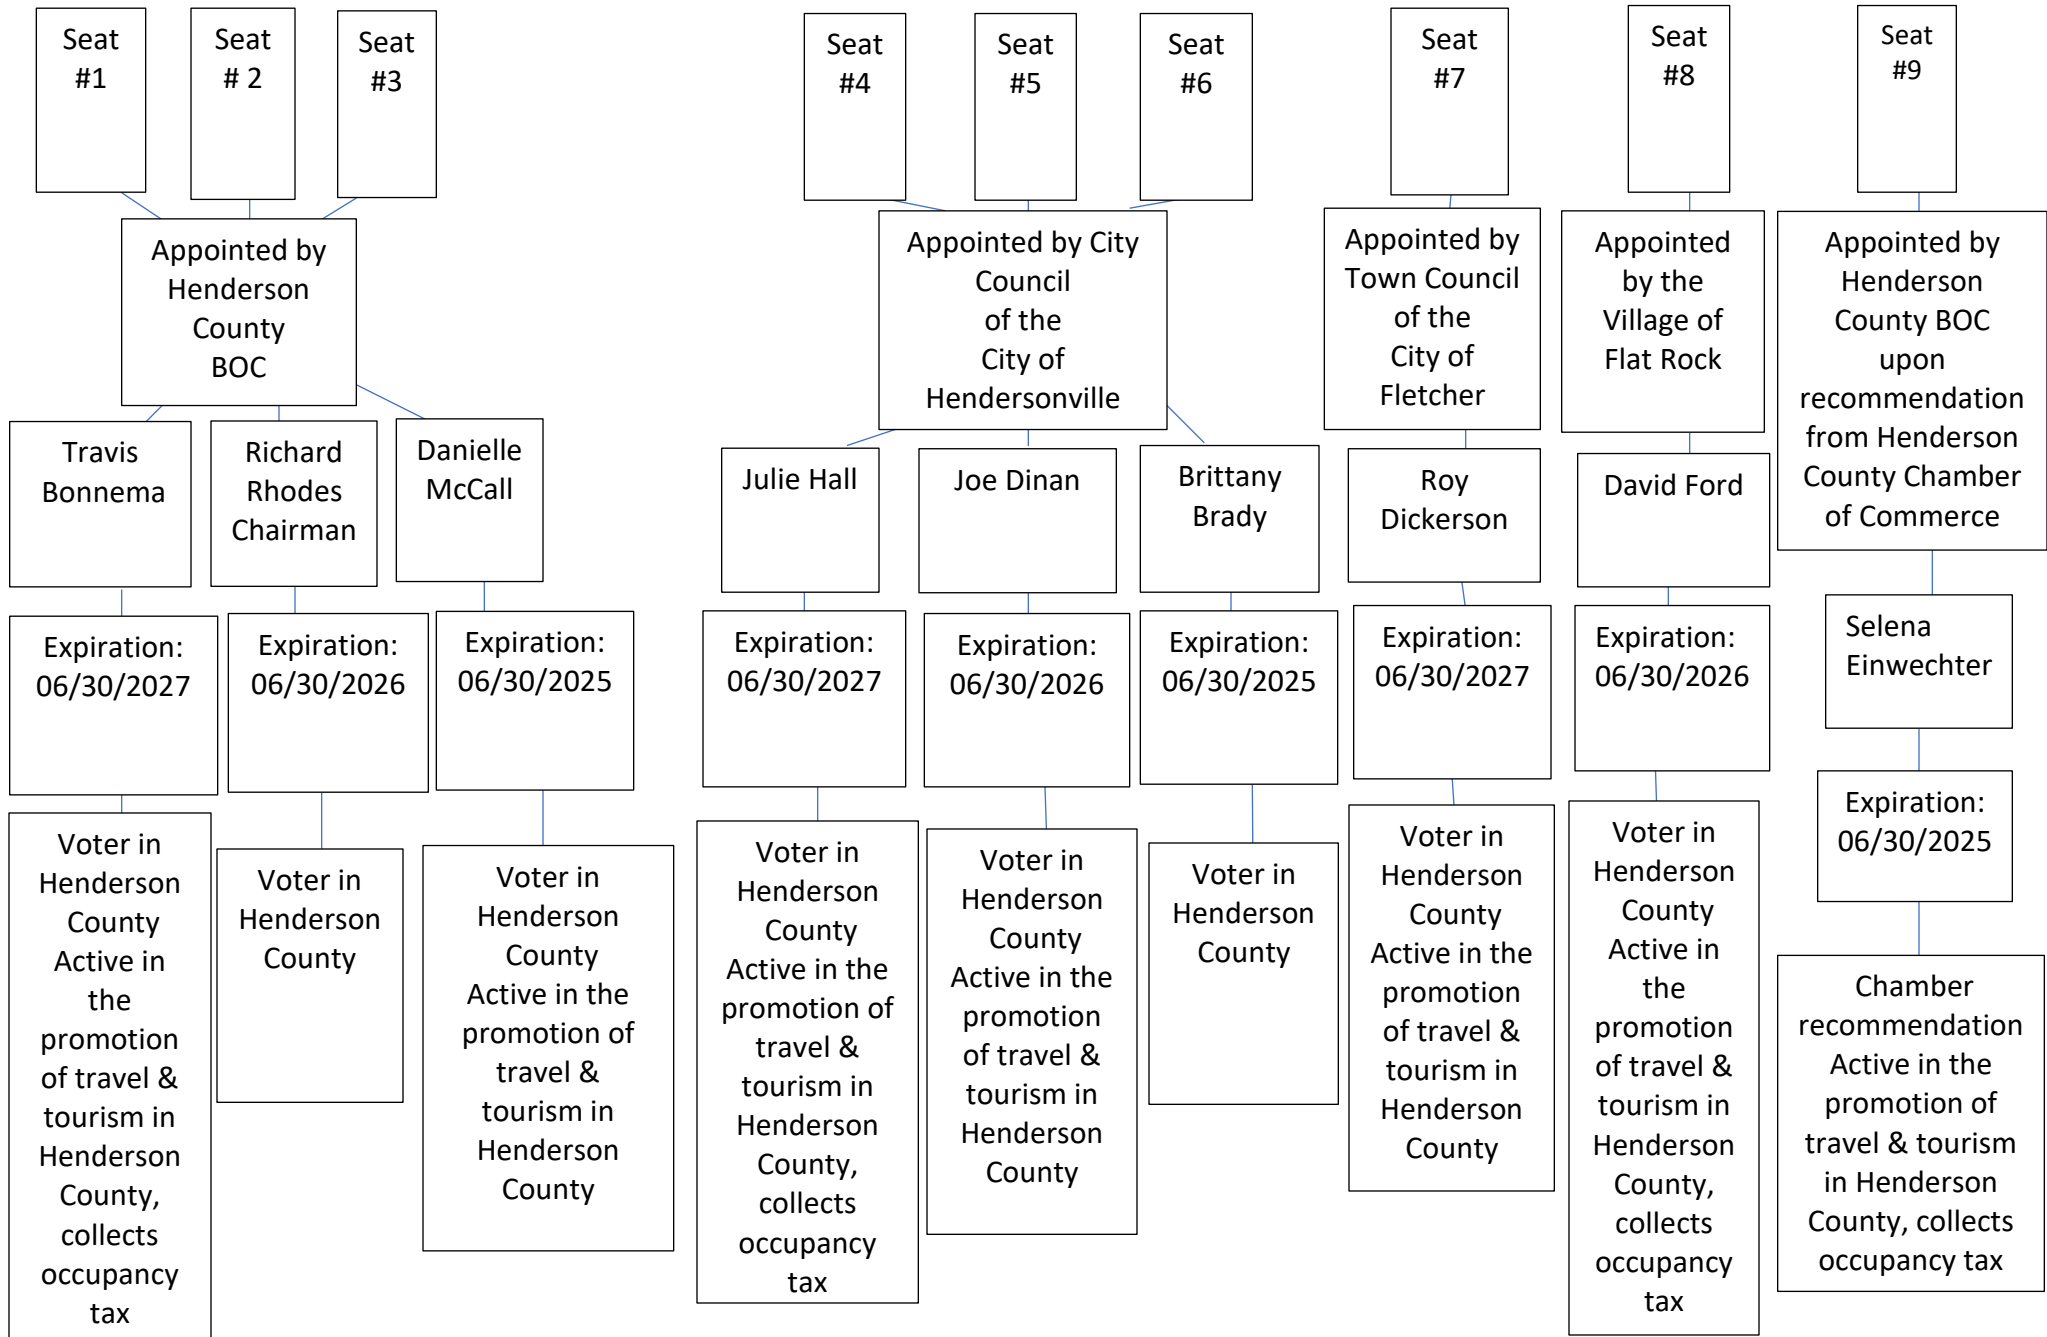 Seat
#1
Seat
# 2
Seat
#3
Seat
#4
Seat
#5
Seat
#6
Seat
#7
Seat
#8
Seat
#9
Appointed by
Henderson
County
BOC
Appointed by City
Council
of the
City of
Hendersonville
Appointed by
Town Council
of the
City of
Fletcher
Appointed
by the
Village of
Flat Rock
Appointed by
Henderson
County BOC
upon
recommendation
from Henderson
County Chamber
of Commerce
Travis
Bonnema
Richard
Rhodes
Chairman
Danielle
McCall
Julie Hall
Joe Dinan
Brittany
Brady
Roy
Dickerson
David Ford
Selena
Einwechter
Expiration:
06/30/2027
Expiration:
06/30/2026
Expiration:
06/30/2025
Expiration:
06/30/2027
Expiration:
06/30/2026
Expiration:
06/30/2025
Expiration:
06/30/2027
Expiration:
06/30/2026
Expiration:
06/30/2025
Voter in
Henderson
County
Active in
the
promotion
of travel &
tourism in
Henderson
County,
collects
occupancy
tax
Voter in
Henderson
County
Voter in
Henderson
County
Active in the
promotion of
travel &
tourism in
Henderson
County
Voter in
Henderson
County
Active in the
promotion of
travel &
tourism in
Henderson
County,
collects
occupancy
tax
Voter in
Henderson
County
Active in the
promotion
of travel &
tourism in
Henderson
County
Voter in
Henderson
County
Voter in
Henderson
County
Active in the
promotion
of travel &
tourism in
Henderson
County
Voter in
Henderson
County
Active in
the
promotion
of travel &
tourism in
Henderson
County,
collects
occupancy
tax
Chamber
recommendation
Active in the
promotion of
travel & tourism
in Henderson
County, collects
occupancy tax